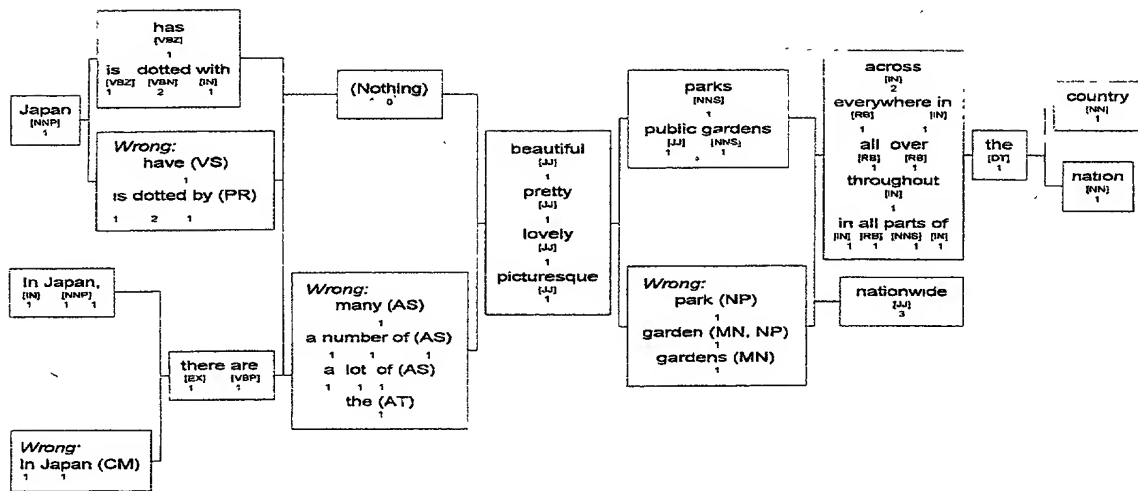 Japan
[NNP]
1
has
[VBZ]
1
is dotted with
[VBZ] [VBN] [IN]
1 2 1
Wrong:
have (VS)
1
is dotted by (PR)
1 2 1
In Japan,
[IN] [NNP]
1 1 1
Wrong:
In Japan (CM)
1 1
there are
[EX] [VBP]
1 1
(Nothing)
0
Wrong:
many (AS)
1
a number of (AS)
1 1 1
a lot of (AS)
1 1 1
the (AT)
1
beautiful
[JJ]
1
pretty
[JJ]
1
lovely
[JJ]
1
picturesque
[JJ]
1
parks
[NNS]
1
public gardens
[JJ] [NNS]
1 1
Wrong:
park (NP)
1
garden (MN, NP)
1
gardens (MN)
1
across
[IN]
2
everywhere in
[RB] [IN]
1 1
all over
[RB] [RB]
1 1
throughout
[IN]
1
in all parts of
[IN] [RB] [NNS] [IN]
1 1 1 1
nationwide
[JJ]
3
the
[DT]
1
country
[NN]
1
nation
[NN]
1